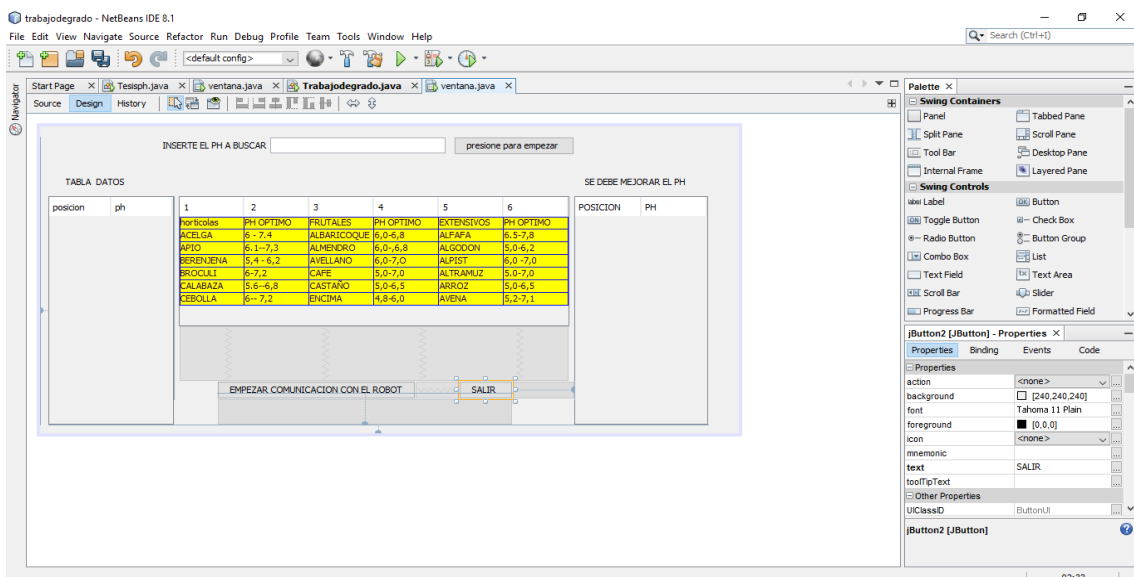 trabajodegrado - NetBeans IDE 8.1
File Edit View Navigate Source Refactor Run Debug Profile Team Tools Window Help
Search (Ctrl+I)
<default config>
Navigator
Start Page Tesisph.java ventana.java Trabajodegrado.java ventana.java
Source Design History
INSERTE EL PH A BUSCAR presione para empezar
TABLA DATOS SE DEBE MEJORAR EL PH
posicion ph 1 2 3 4 5 6 POSICION PH
horticolas PH OPTIMO FRUTALES PH OPTIMO EXTENSIVOS PH OPTIMO
ACELGA 6 - 7.4 ALBARICOQUE 6,0-6,8 ALFAFA 6.5-7,8
APIO 6.1--7,3 ALMENDRO 6,0-,6,8 ALGODON 5,0-6,2
BERENJENA 5,4 - 6,2 AVELLANO 6,0-7,O ALPIST 6,0 -7,0
BROCULI 6-7,2 CAFE 5,0-7,0 ALTRAMUZ 5.0-7,0
CALABAZA 5.6--6,8 CASTAÑO 5,0-6,5 ARROZ 5,0-6,5
CEBOLLA 6-- 7,2 ENCIMA 4,8-6,0 AVENA 5,2-7,1
EMPEZAR COMUNICACION CON EL ROBOT SALIR
Palette
Swing Containers
Panel Tabbed Pane
Split Pane Scroll Pane
Tool Bar Desktop Pane
Internal Frame Layered Pane
Swing Controls
label Label OK Button
ON Toggle Button Check Box
Radio Button Button Group
Combo Box List
Text Field Text Area
Scroll Bar Slider
Progress Bar Formatted Field
jButton2 [JButton] - Properties
Properties Binding Events Code
Properties
action <none>
background [240,240,240]
font Tahoma 11 Plain
foreground [0,0,0]
icon <none>
mnemonic
text SALIR
toolTipText
Other Properties
UIClassID ButtonUI
jButton2 [JButton]